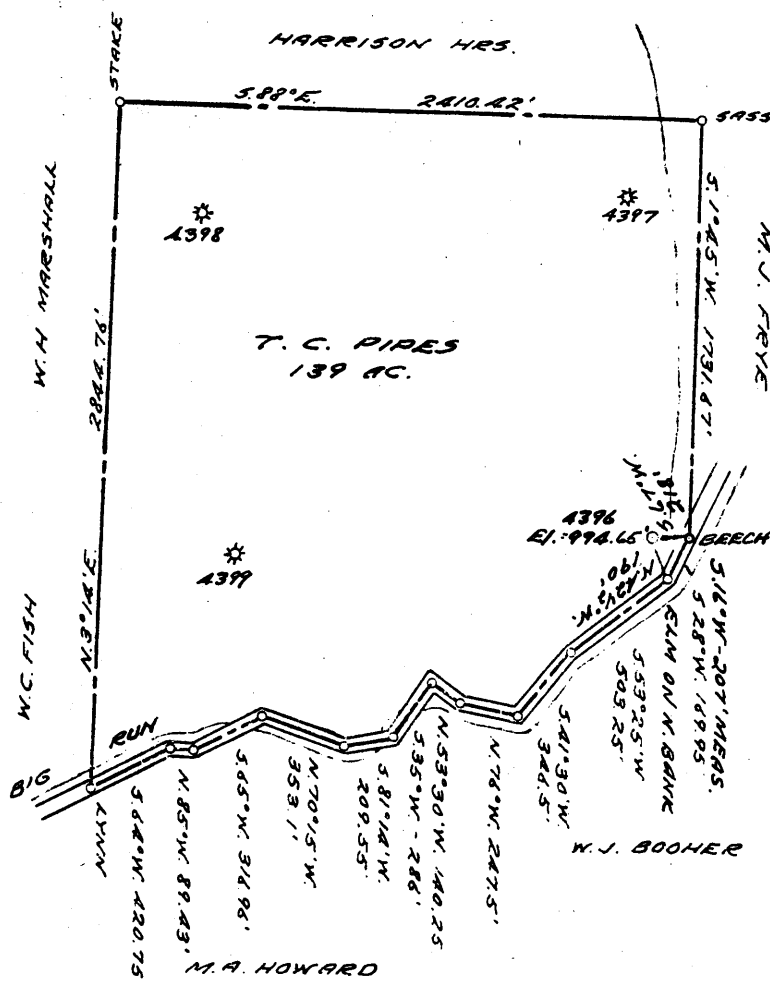 HARRISON HRS.
STAKE
S.88°E. 2410.42'
SASS
4398
4397
W.H MARSHALL
M.J. FRYE
S.1°45'W. 1731.67'
T. C. PIPES
139 AC.
2844.76'
N.3°14'E.
4396
El.=994.65'
BEECH
N.42½°W.
190'
4399
W.C. FISH
S.16°W-207' MEAS.
S 28°W. 169.95
ELM ON N. BANK
S.53°25'W
503.25'
S.41°30'W.
346.5'
N.76°W. 247.5'
N.53°30'W. 140.25
S.35°W-286'
S.81°14'W.
209.55'
N.70°15'W.
353.1'
S.65°W. 316.96'
N.85°W. 89.43'
S.64°W. 420.75
BIG RUN
LYNN
W.J. BOOHER
M.A. HOWARD